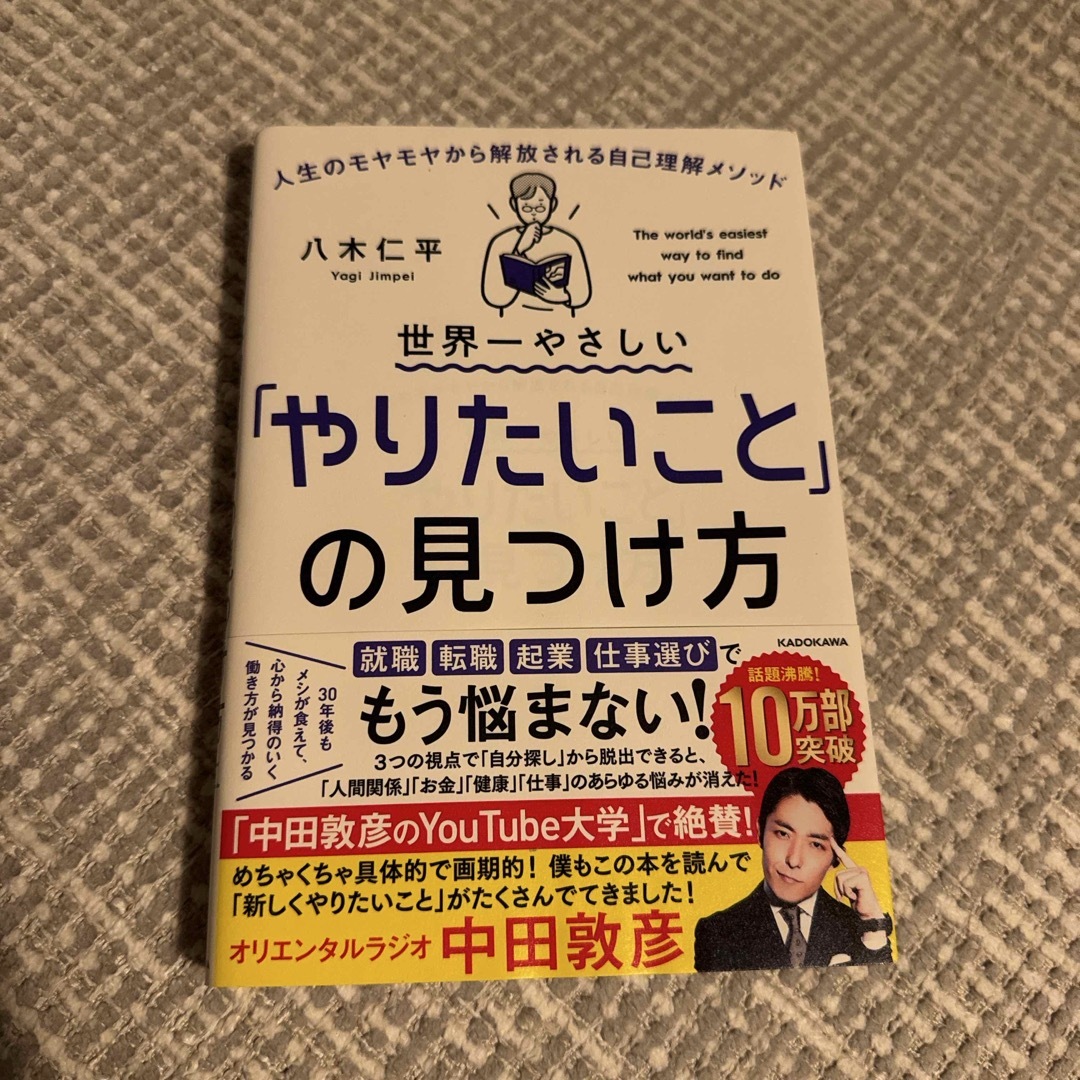 人生のモヤモヤから解放される自己理解メソッド
八木仁平
Yagi Jimpei
The world's easiest
way to find
what you want to do
世界一やさしい
「やりたいこと」
の見つけ方
KADOKAWA
30年後も
メシが食えて、
心から納得のいく
働き方が見つかる
就職 転職 起業 仕事選びで
もう悩まない!
話題沸騰!
10万部
突破
3つの視点で「自分探し」から脱出できると、
「人間関係」「お金」「健康」「仕事」のあらゆる悩みが消えた!
「中田敦彦のYouTube大学」で絶賛!
めちゃくちゃ具体的で画期的! 僕もこの本を読んで
「新しくやりたいこと」がたくさんでてきました!
オリエンタルラジオ 中田敦彦